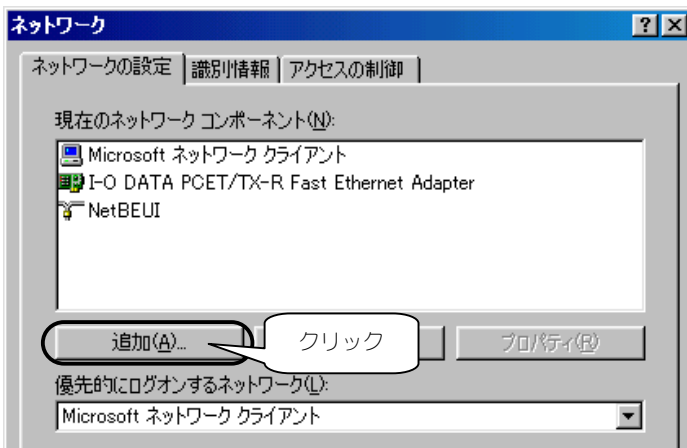 ネットワーク
ネットワークの設定 識別情報 アクセスの制御
現在のネットワーク コンポーネント(N):
Microsoft ネットワーク クライアント
I-O DATA PCET/TX-R Fast Ethernet Adapter
NetBEUI
追加(A)... クリック プロパティ(R)
優先的にログオンするネットワーク(L):
Microsoft ネットワーク クライアント